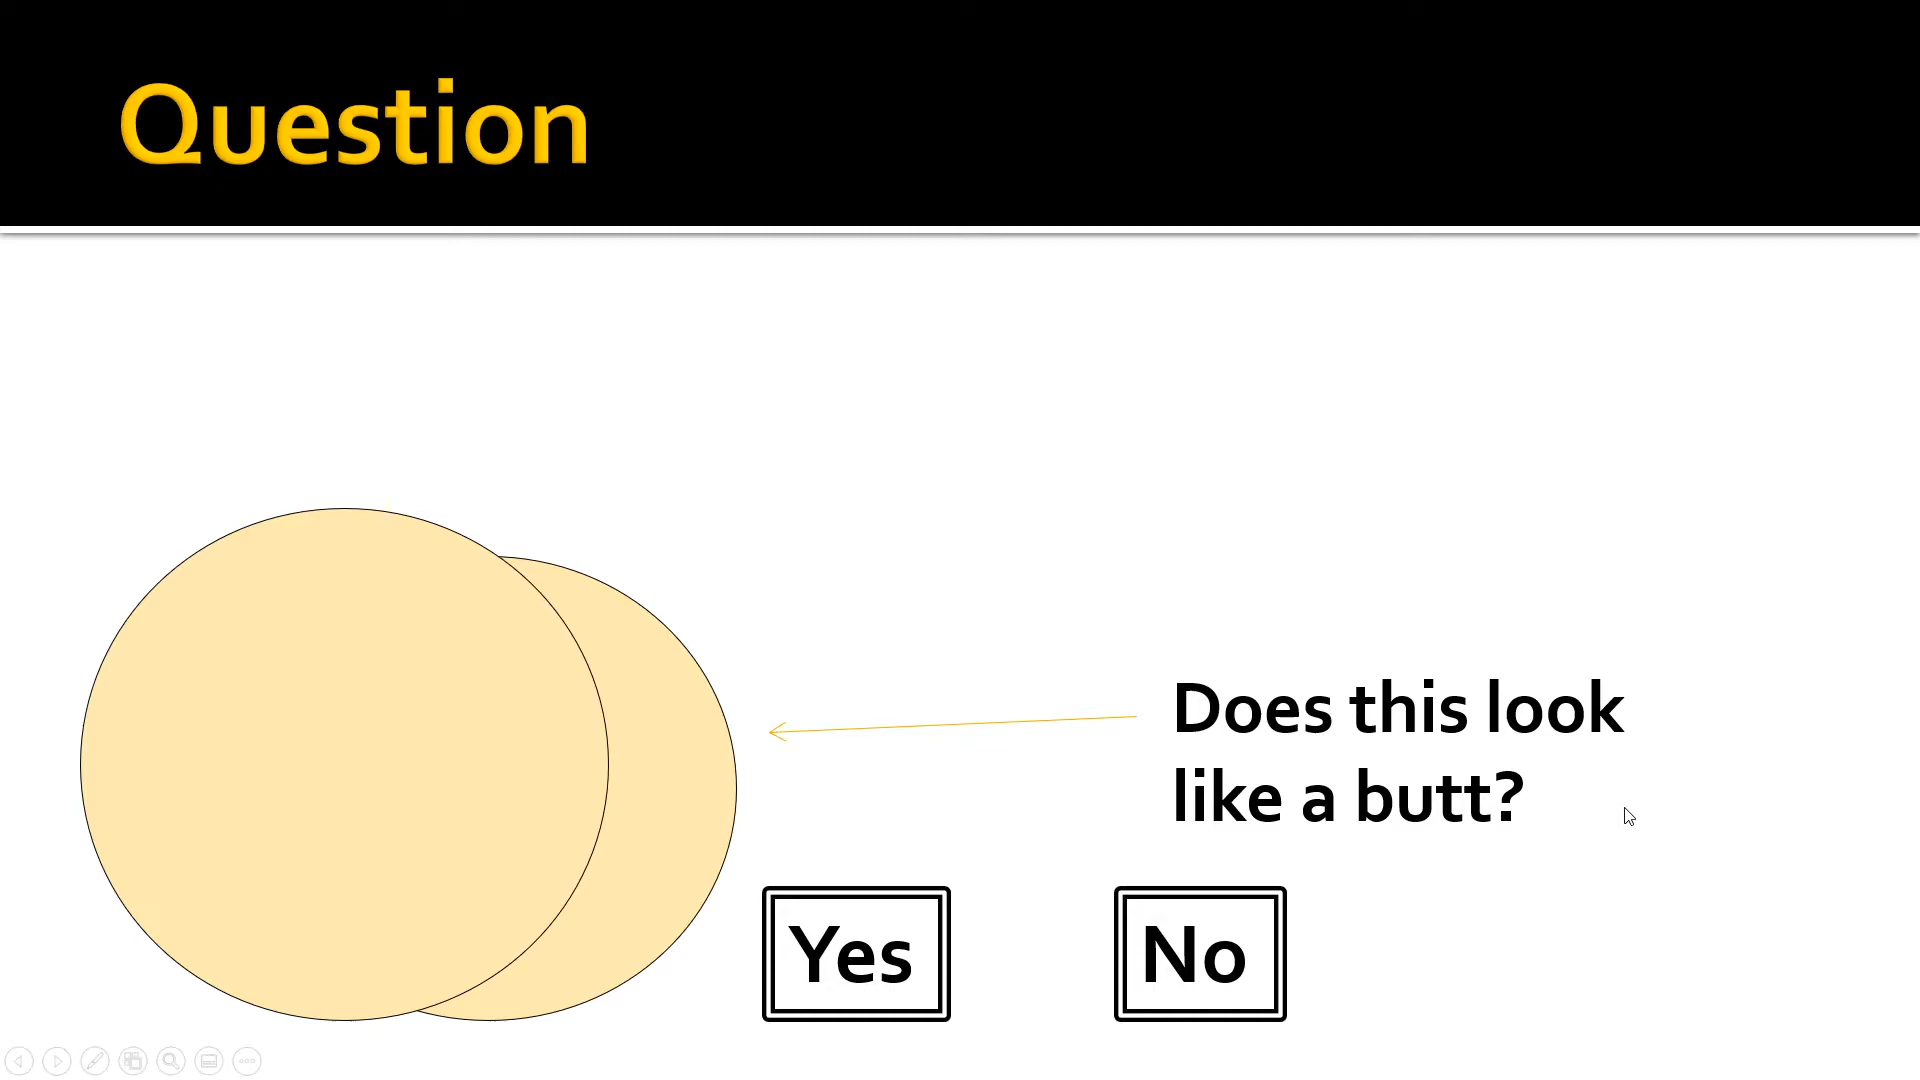 Question
Does this look
like a butt?
Yes
No